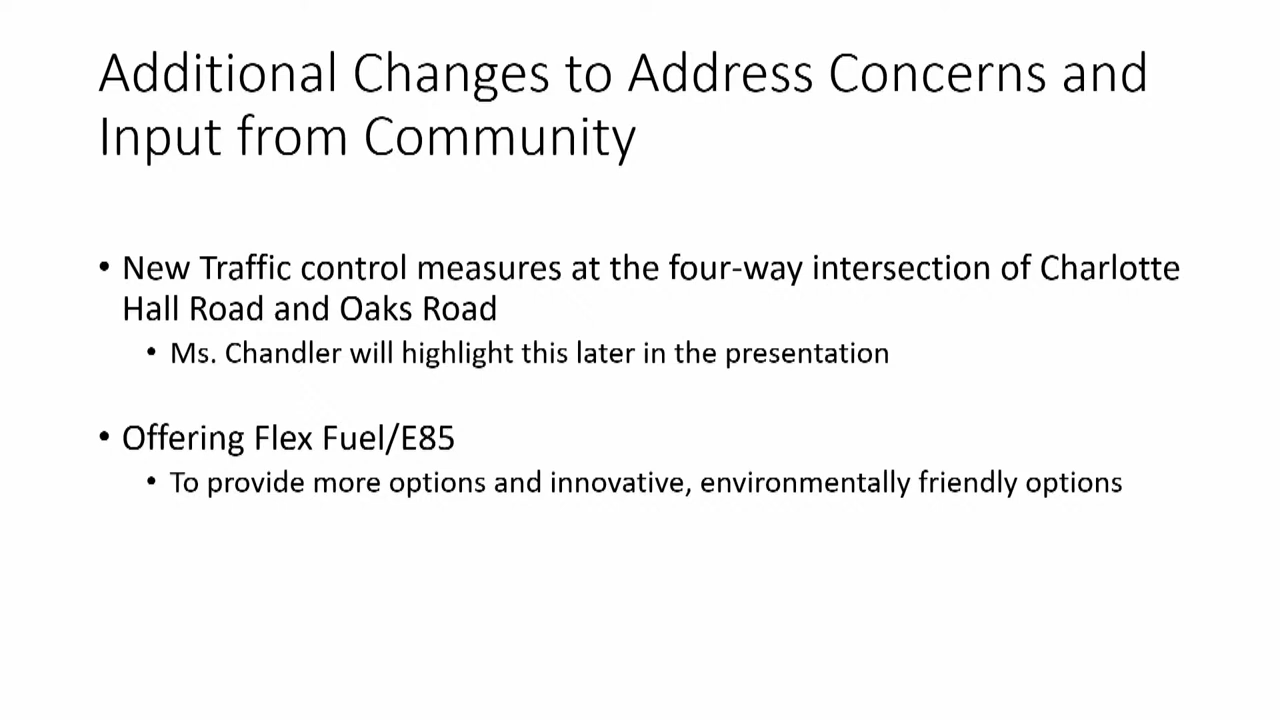 Additional Changes to Address Concerns and
Input from Community
• New Traffic control measures at the four-way intersection of Charlotte
Hall Road and Oaks Road
• Ms. Chandler will highlight this later in the presentation
• Offering Flex Fuel/E85
• To provide more options and innovative, environmentally friendly options